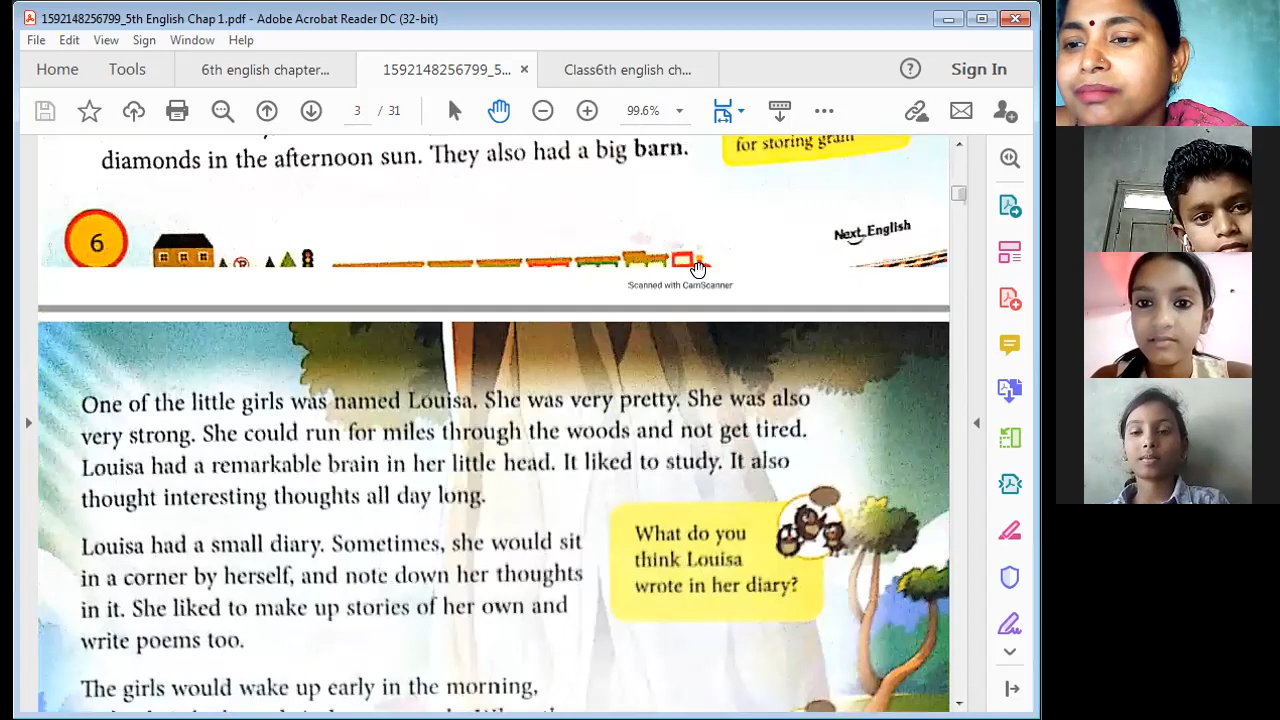 1592148256799_5th English Chap 1.pdf - Adobe Acrobat Reader DC (32-bit)
File Edit View Sign Window Help
Home Tools 6th english chapter... 1592148256799_5... × Class6th english ch... Sign In
3 / 31 99.6%
diamonds in the afternoon sun. They also had a big barn.
for storing grain
6
Next English
Scanned with CamScanner
One of the little girls was named Louisa. She was very pretty. She was also
very strong. She could run for miles through the woods and not get tired.
Louisa had a remarkable brain in her little head. It liked to study. It also
thought interesting thoughts all day long.
Louisa had a small diary. Sometimes, she would sit
in a corner by herself, and note down her thoughts
in it. She liked to make up stories of her own and
write poems too.
What do you
think Louisa
wrote in her diary?
The girls would wake up early in the morning,